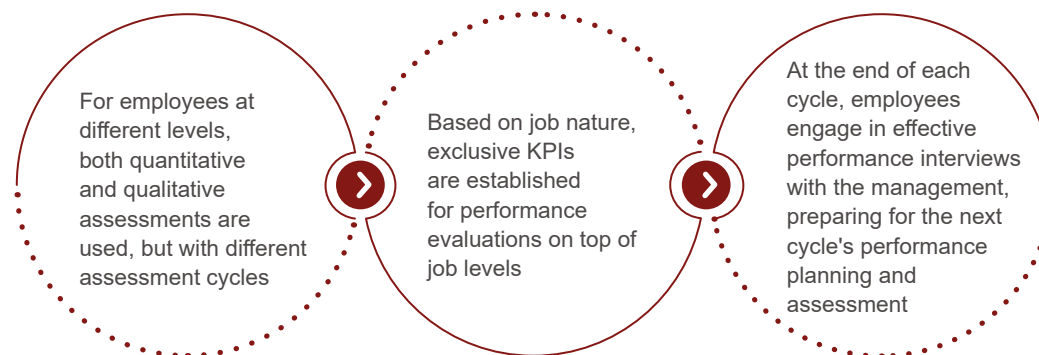 For employees at
different levels,
both quantitative
and qualitative
assessments are
used, but with different
assessment cycles
Based on job nature,
exclusive KPIs
are established
for performance
evaluations on top of
job levels
At the end of each
cycle, employees
engage in effective
performance interviews
with the management,
preparing for the next
cycle's performance
planning and
assessment